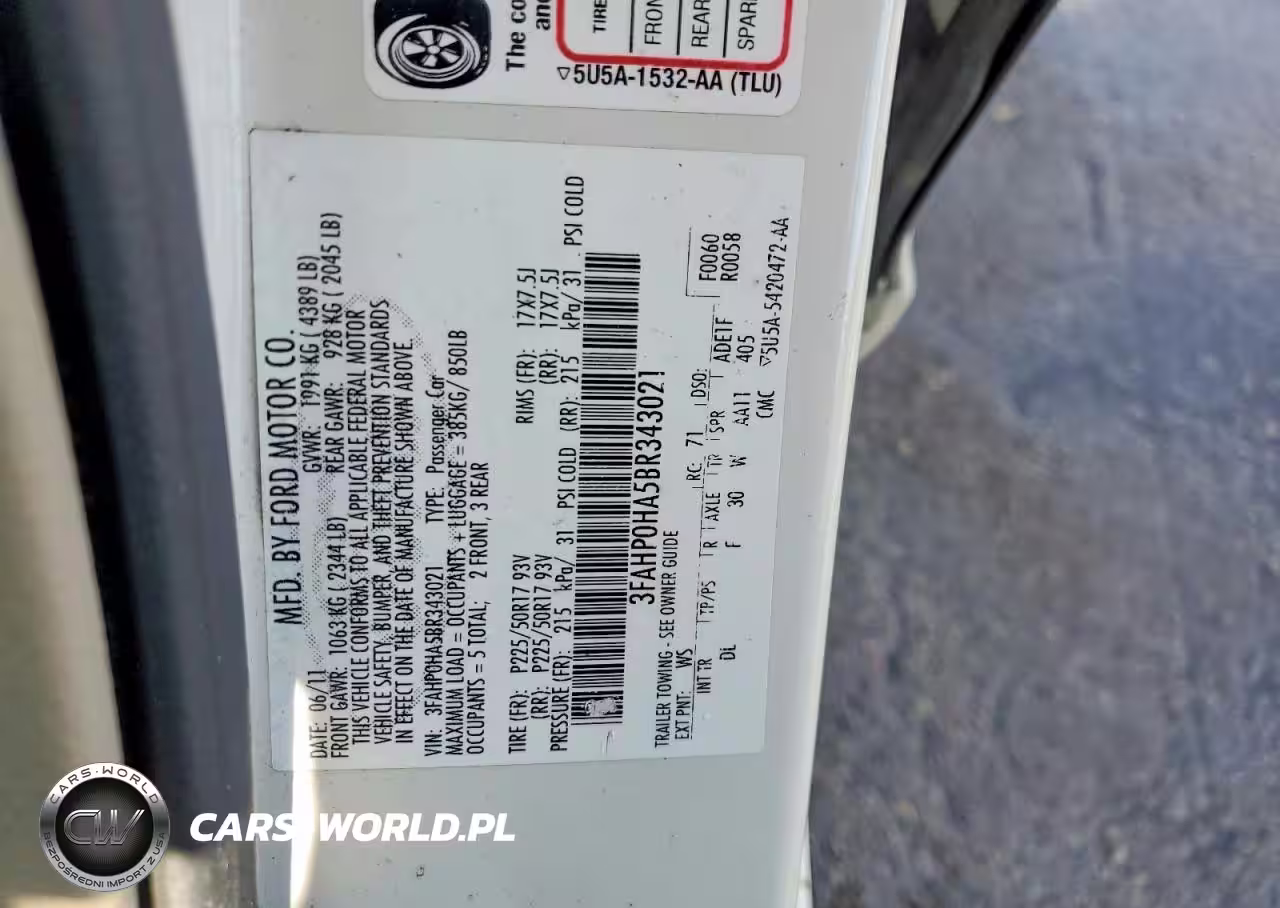 The co
and
TIRE
FRON
REAR
SPAR
▽5U5A-1532-AA (TLU)
MFD. BY FORD MOTOR CO.
DATE: 06/11 GVWR: 1991 KG ( 4389 LB)
FRONT GAWR: 1063 KG ( 2344 LB) REAR GAWR: 928 KG ( 2045 LB)
THIS VEHICLE CONFORMS TO ALL APPLICABLE FEDERAL MOTOR
VEHICLE SAFETY, BUMPER, AND THEFT PREVENTION STANDARDS
IN EFFECT ON THE DATE OF MANUFACTURE SHOWN ABOVE.
VIN: 3FAHP0HA5BR343021 TYPE: Passenger Car
MAXIMUM LOAD = OCCUPANTS + LUGGAGE = 385KG/ 850LB
OCCUPANTS = 5 TOTAL; 2 FRONT, 3 REAR
TIRE (FR): P225/50R17 93V RIMS (FR): 17X7.5J
(RR): P225/50R17 93V (RR): 17X7.5J
PRESSURE (FR): 215 kPa/ 31 PSI COLD (RR): 215 kPa/ 31 PSI COLD
3FAHP0HA5BR343021
TRAILER TOWING - SEE OWNER GUIDE
EXT PNT: WS RC: 71 DSO: F0060
R0058
INT TR TP/PS R AXLE TR SPR ADE1F
DL F 30 W AA11 405
CMC ▽5U5A-5420472-AA
CARS-WORLD
CW
BEZPOŚREDNI IMPORT Z USA
CARS-WORLD.PL